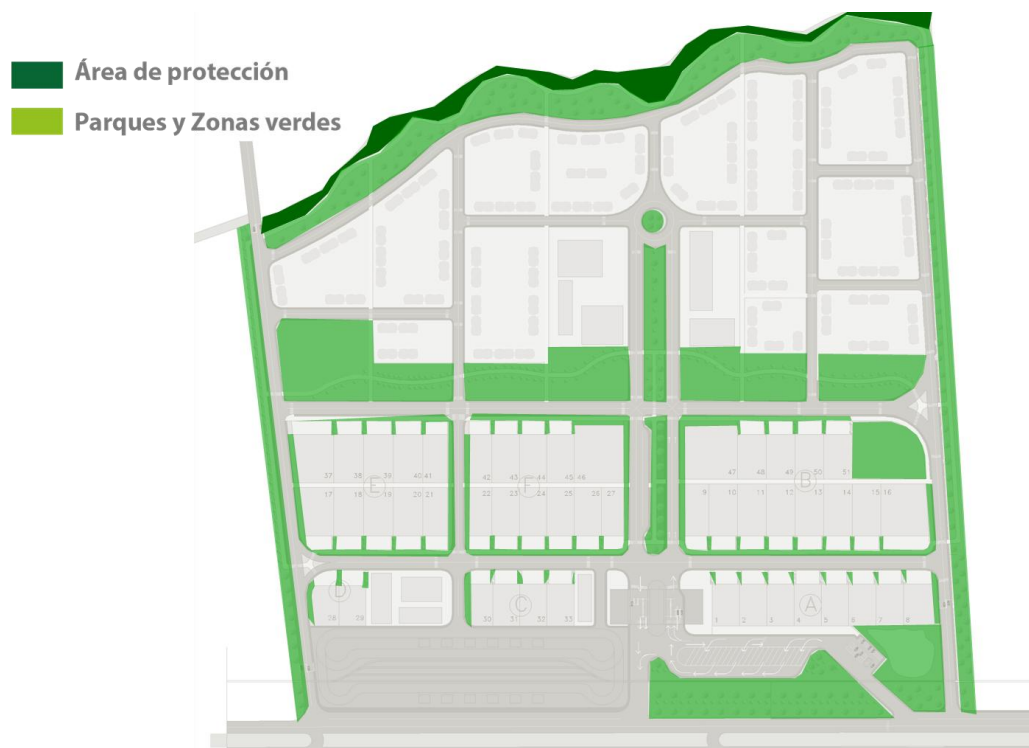 Área de protección
Parques y Zonas verdes
37 38 39 40 41
42 43 44 45 46
47 48 49 50 51
E
F
B
17 18 19 20 21
22 23 24 25 26 27
9 10 11 12 13 14 15 16
D
C
A
28 29
30 31 32 33
1 2 3 4 5 6 7 8